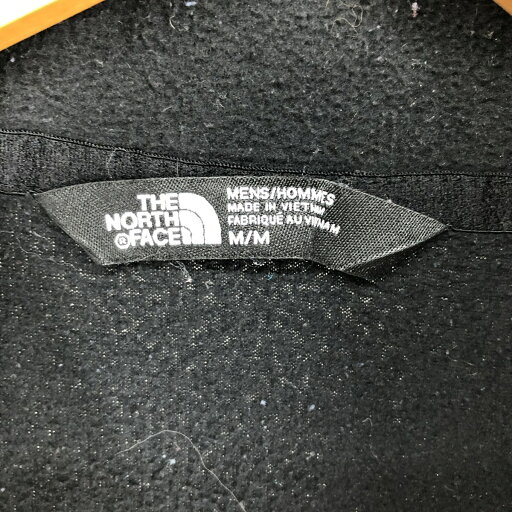 THE
NORTH
®FACE
MENS/HOMMES
MADE IN VIETNAM
FABRIQUE AU VIETNAM
M/M